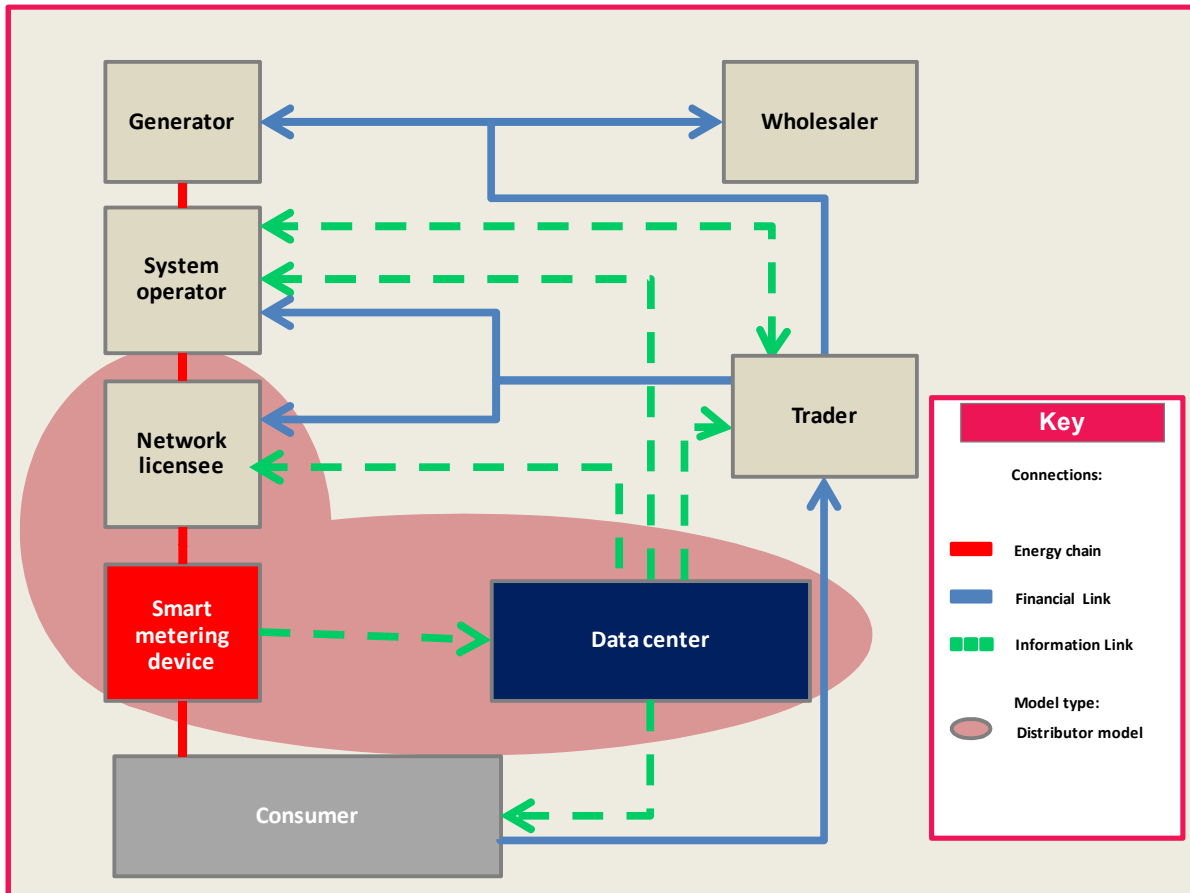 Generator
Wholesaler
System
operator
Network
licensee
Trader
Smart
metering
device
Data center
Consumer
Key
Connections:
Energy chain
Financial Link
Information Link
Model type:
Distributor model